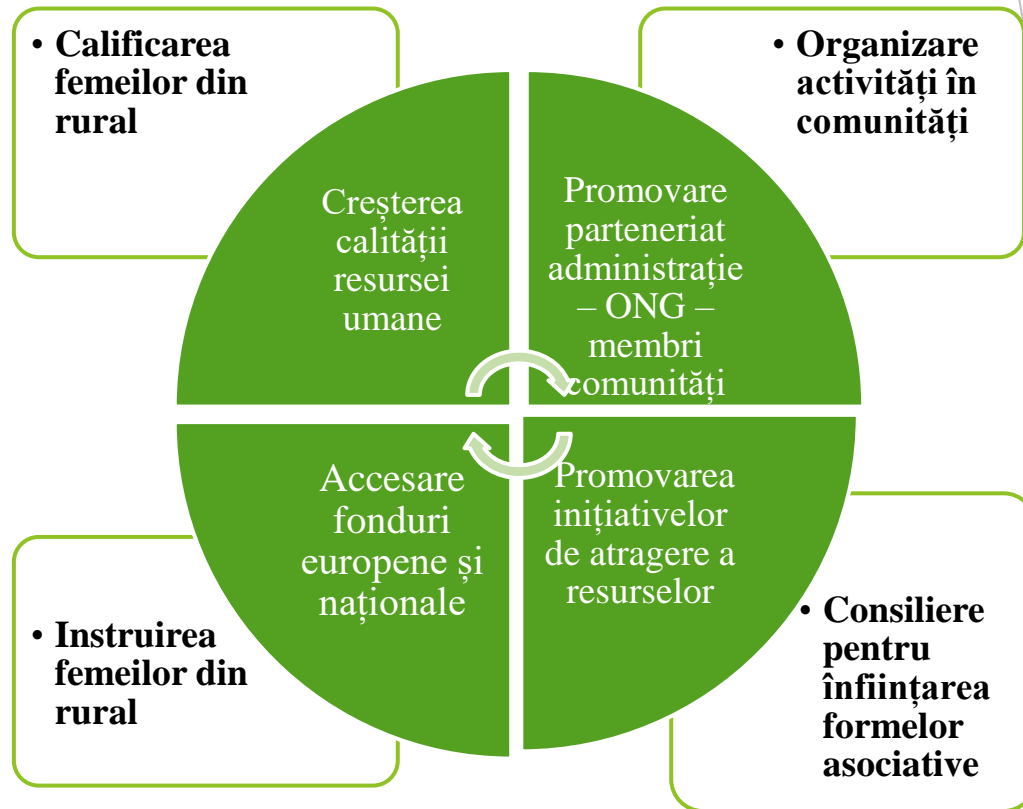 • Calificarea
femeilor din
rural
• Organizare
activități în
comunități
Creșterea
calității
resursei
umane
Promovare
parteneriat
administrație
– ONG –
membri
comunități
Accesare
fonduri
europene și
naționale
Promovarea
inițiativelor
de atragere a
resurselor
• Instruirea
femeilor din
rural
• Consiliere
pentru
înființarea
formelor
asociative